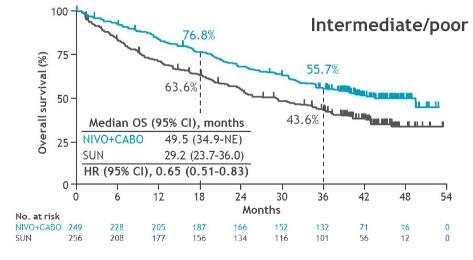 Intermediate/poor
100
75
50
25
0
Overall survival (%)
76.8%
63.6%
55.7%
43.6%
Median OS (95% CI), months
NIVO+CABO 49.5 (34.9-NE)
SUN 29.2 (23.7-36.0)
HR (95% CI), 0.65 (0.51-0.83)
0 6 12 18 24 30 36 42 48 54
Months
No. at risk
NIVO+CABO 249 228 205 187 166 152 132 71 16 0
SUN 256 208 177 156 134 116 101 56 12 0